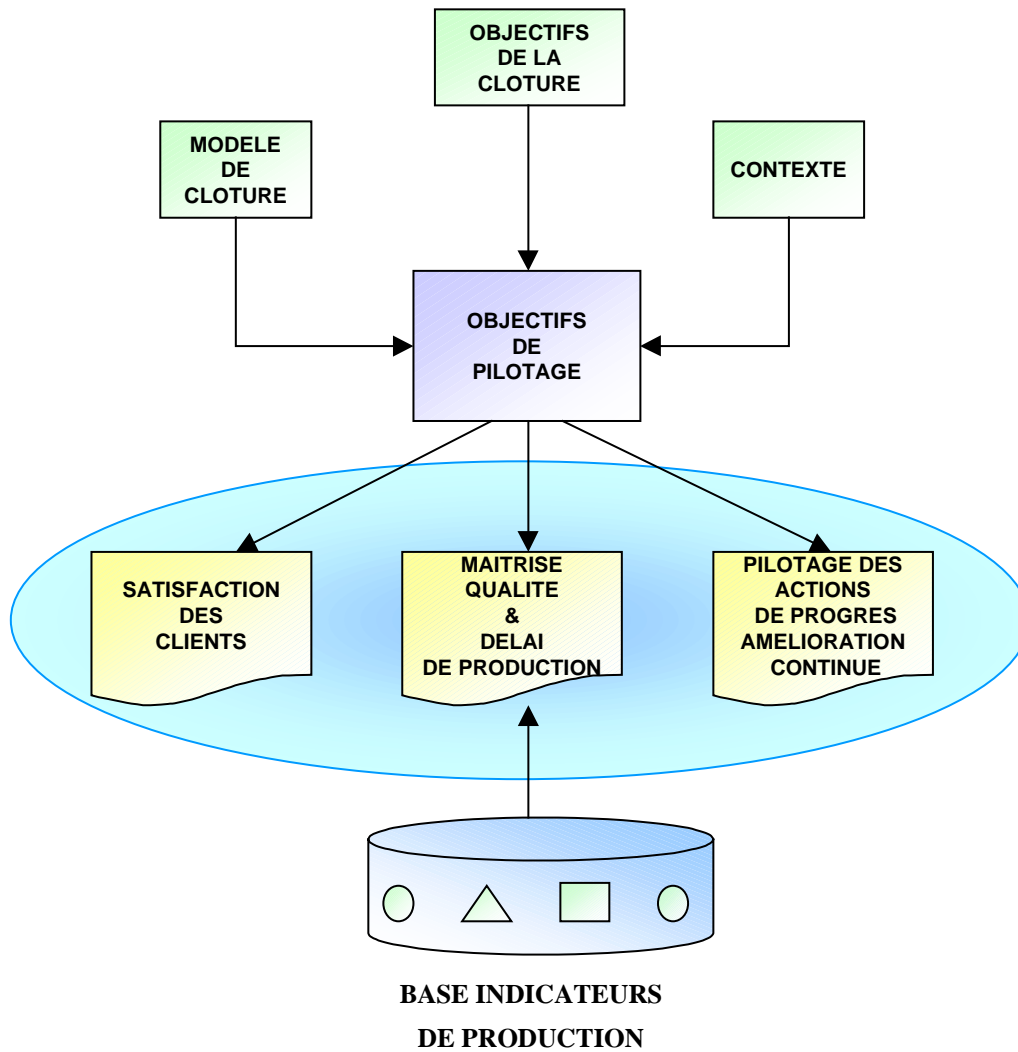 OBJECTIFS
DE LA
CLOTURE
MODELE
DE
CLOTURE
CONTEXTE
OBJECTIFS
DE
PILOTAGE
SATISFACTION
DES
CLIENTS
MAITRISE
QUALITE
&
DELAI
DE PRODUCTION
PILOTAGE DES
ACTIONS
DE PROGRES
AMELIORATION
CONTINUE
BASE INDICATEURS
DE PRODUCTION